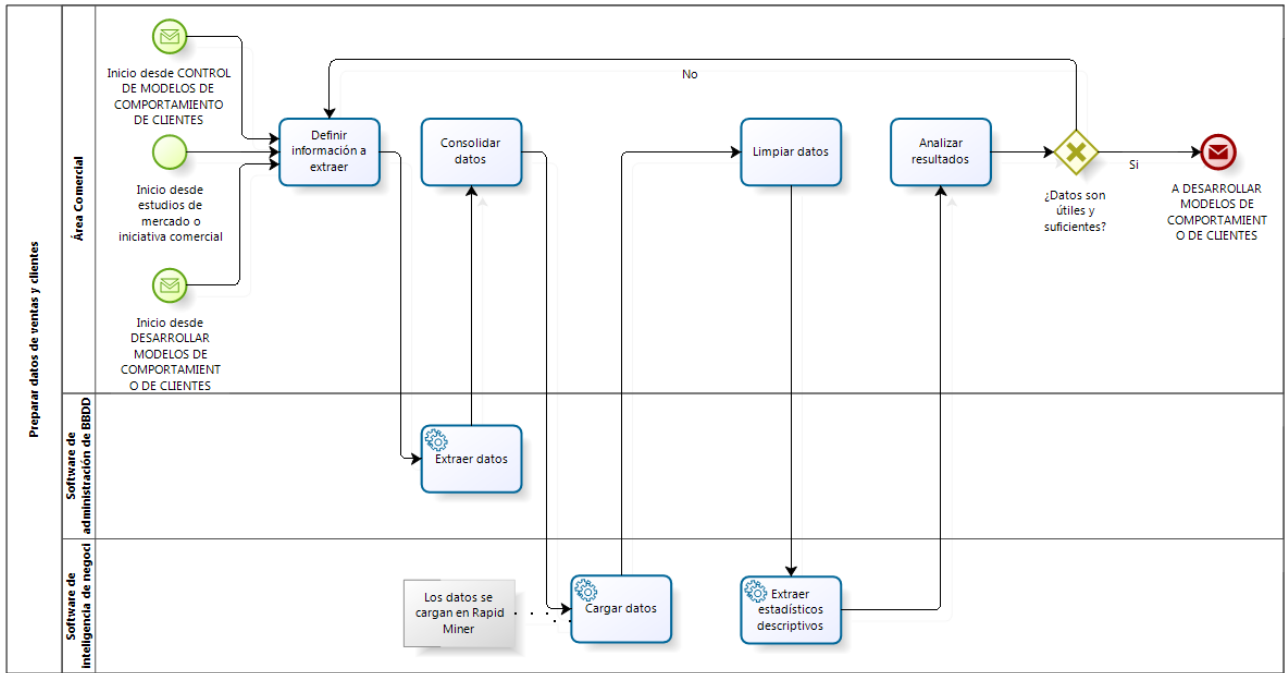 Preparar datos de ventas y clientes
Área Comercial
Inicio desde CONTROL
DE MODELOS DE
COMPORTAMIENTO
DE CLIENTES
Inicio desde
estudios de
mercado o
iniciativa comercial
Inicio desde
DESARROLLAR
MODELOS DE
COMPORTAMIENT
O DE CLIENTES
Definir
información a
extraer
Consolidar
datos
Limpiar datos
Analizar
resultados
No
¿Datos son
útiles y
suficientes?
Si
A DESARROLLAR
MODELOS DE
COMPORTAMIENT
O DE CLIENTES
Software de
administración de BBDD
Extraer datos
Software de
inteligencia de negoci
Los datos se
cargan en Rapid
Miner
Cargar datos
Extraer
estadísticos
descriptivos